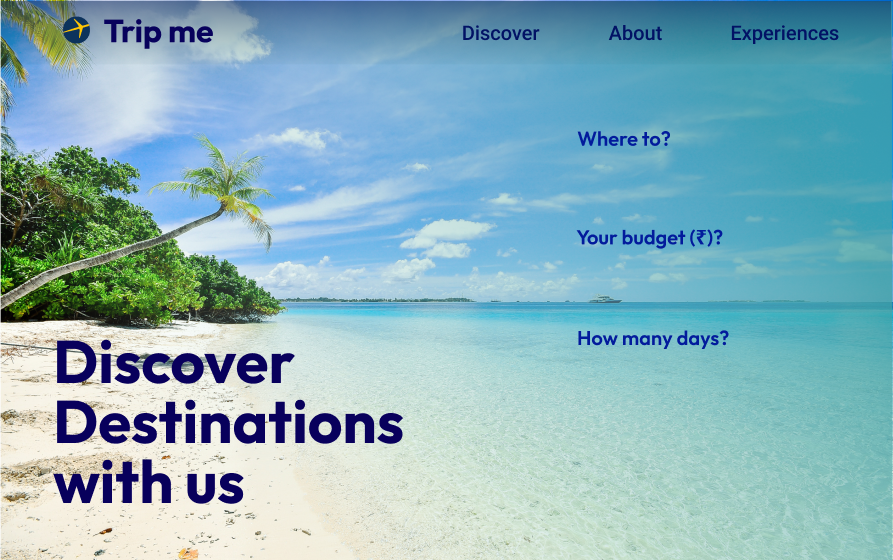 Trip me
Discover
About
Experiences
Where to?
Your budget (₹)?
How many days?
Discover
Destinations
with us